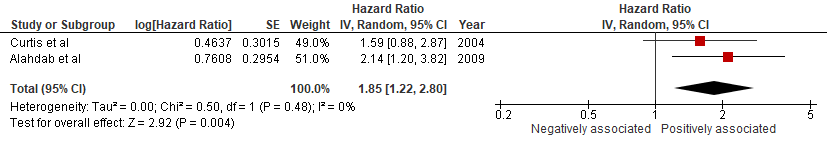 Hazard Ratio Hazard Ratio
Study or Subgroup log[Hazard Ratio] SE Weight IV, Random, 95% CI Year IV, Random, 95% CI
Curtis et al 0.4637 0.3015 49.0% 1.59 [0.88, 2.87] 2004
Alahdab et al 0.7608 0.2954 51.0% 2.14 [1.20, 3.82] 2009
Total (95% CI) 100.0% 1.85 [1.22, 2.80]
Heterogeneity: Tau² = 0.00; Chi² = 0.50, df = 1 (P = 0.48); I² = 0%
Test for overall effect: Z = 2.92 (P = 0.004)
0.2 0.5 1 2 5
Negatively associated Positively associated